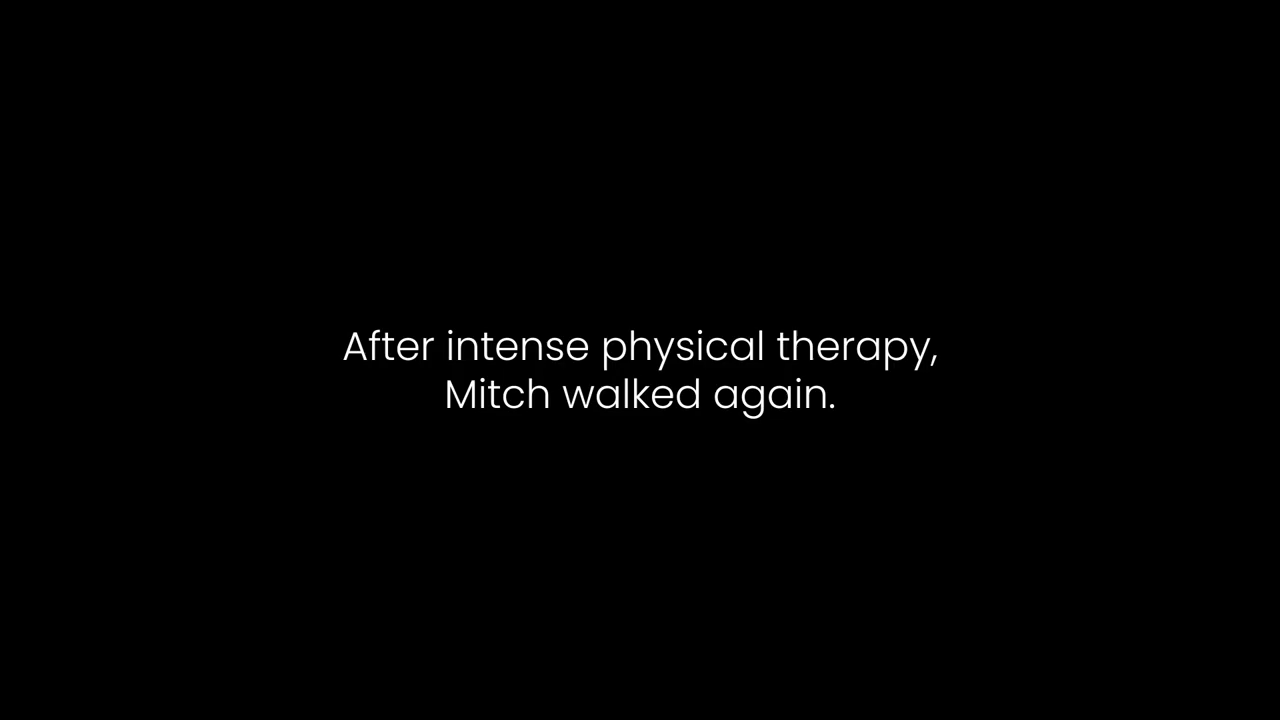 After intense physical therapy,
Mitch walked again.